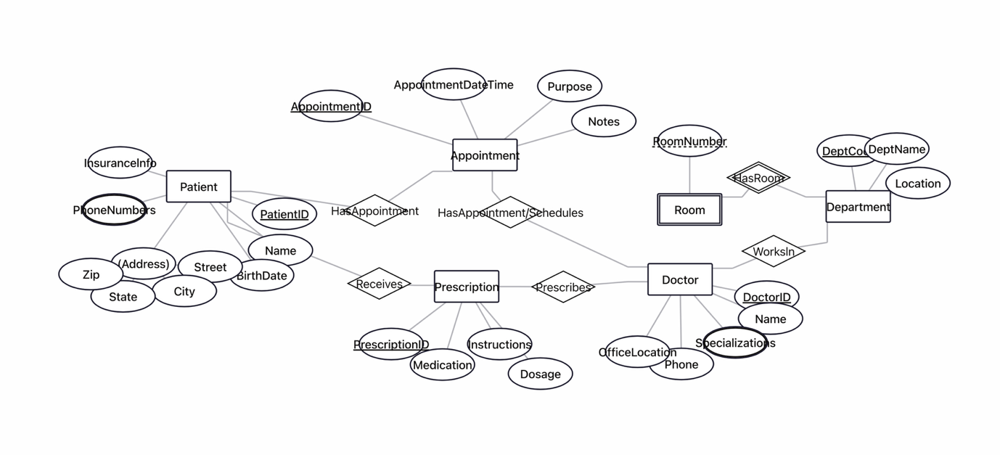 AppointmentDateTime
Purpose
AppointmentID
Notes
RoomNumber
DeptCo
DeptName
Appointment
InsuranceInfo
HasRoom
Location
Patient
Department
PhoneNumbers
PatientID
HasAppointment
HasAppointment/Schedules
Room
Name
WorksIn
(Address)
Street
BirthDate
Zip
State
City
Receives
Prescription
Prescribes
Doctor
DoctorID
Name
PrescriptionID
Instructions
Specializations
OfficeLocation
Medication
Phone
Dosage